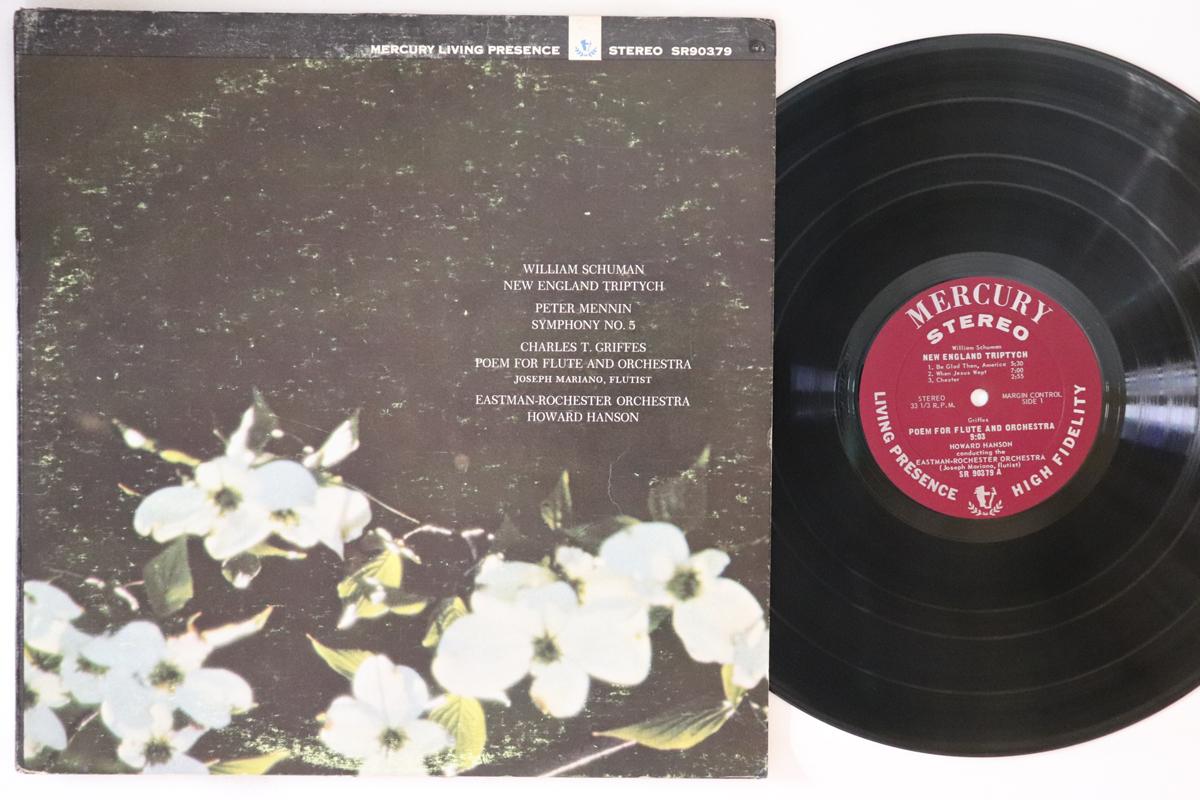 MERCURY LIVING PRESENCE STEREO SR90379
WILLIAM SCHUMAN
NEW ENGLAND TRIPTYCH
PETER MENNIN
SYMPHONY NO. 5
CHARLES T. GRIFFES
POEM FOR FLUTE AND ORCHESTRA
JOSEPH MARIANO, FLUTIST
EASTMAN-ROCHESTER ORCHESTRA
HOWARD HANSON
MERCURY
STEREO
William Schuman
NEW ENGLAND TRIPTYCH
1. Be Glad Then, America 5:30
2. When Jesus Wept 7:00
3. Chester 2:55
STEREO
33 1/3 R.P.M.
MARGIN CONTROL
SIDE 1
Griffes
POEM FOR FLUTE AND ORCHESTRA
9:03
HOWARD HANSON
conducting the
EASTMAN-ROCHESTER ORCHESTRA
(Joseph Mariano, flutist)
SR 90379 A
LIVING PRESENCE
HIGH FIDELITY